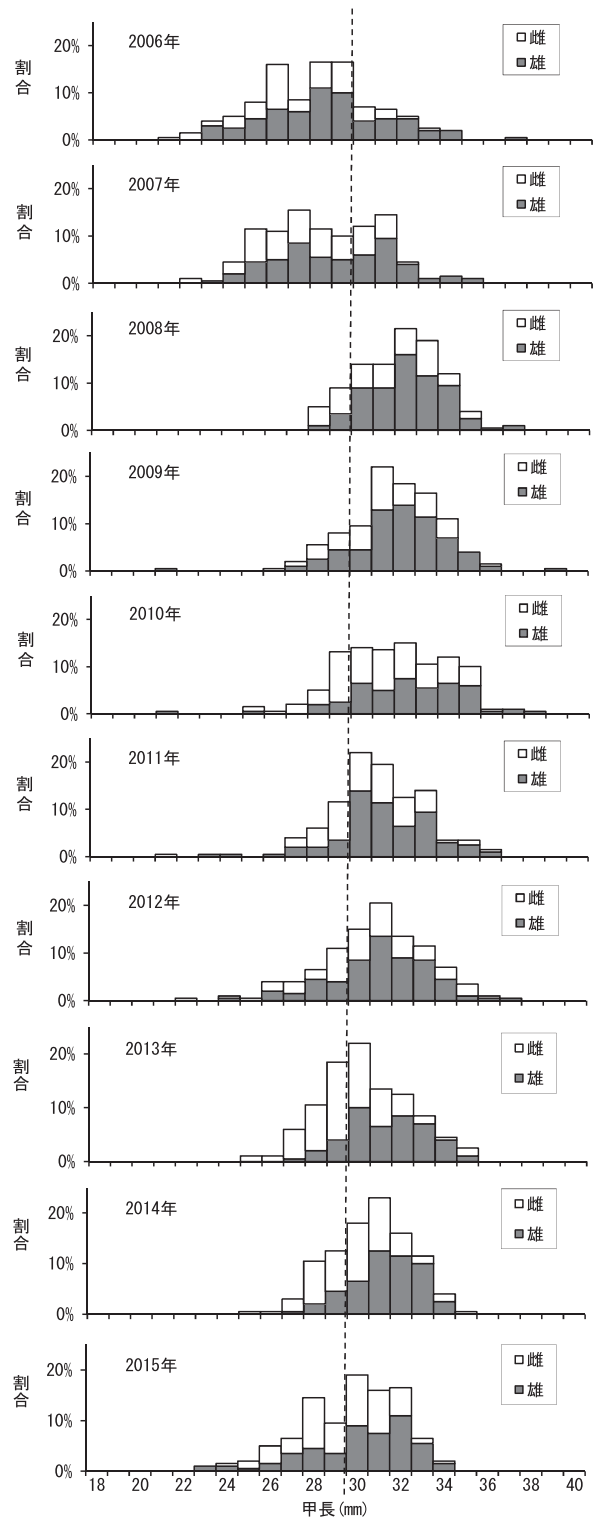 2006年
雌
雄
20%
10%
0%
割合
2007年
雌
雄
20%
10%
0%
割合
2008年
雌
雄
20%
10%
0%
割合
2009年
雌
雄
20%
10%
0%
割合
2010年
雌
雄
20%
10%
0%
割合
2011年
雌
雄
20%
10%
0%
割合
2012年
雌
雄
20%
10%
0%
割合
2013年
雌
雄
20%
10%
0%
割合
2014年
雌
雄
20%
10%
0%
割合
2015年
雌
雄
20%
10%
0%
割合
18 20 22 24 26 28 30 32 34 36 38 40
甲長(mm)